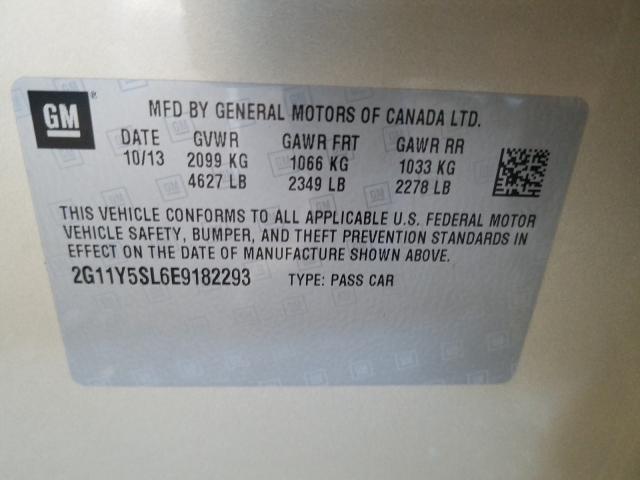 GM
MFD BY GENERAL MOTORS OF CANADA LTD.
DATE GVWR GAWR FRT GAWR RR
10/13 2099 KG 1066 KG 1033 KG
4627 LB 2349 LB 2278 LB
THIS VEHICLE CONFORMS TO ALL APPLICABLE U.S. FEDERAL MOTOR
VEHICLE SAFETY, BUMPER, AND THEFT PREVENTION STANDARDS IN
EFFECT ON THE DATE OF MANUFACTURE SHOWN ABOVE.
2G11Y5SL6E9182293 TYPE: PASS CAR